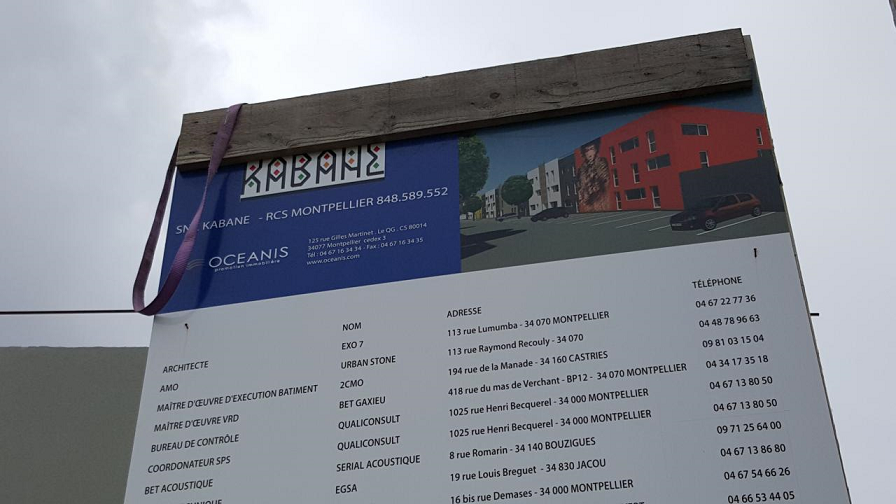 KABANE
KABANE - RCS MONTPELLIER 848.589.552
OCEANIS
promotion immobilière
125 rue Gilles Martinet . Le QG . CS 80014
34077 Montpellier cedex 3
Tél : 04 67 16 34 34 - Fax : 04 67 16 34 35
www.oceanis.com
NOM ADRESSE TÉLÉPHONE
ARCHITECTE EXO 7 113 rue Lumumba - 34 070 MONTPELLIER 04 67 22 77 36
AMO URBAN STONE 113 rue Raymond Recouly - 34 070 04 48 78 96 63
MAÎTRE D'ŒUVRE D'EXECUTION BATIMENT 2CMO 194 rue de la Manade - 34 160 CASTRIES 09 81 03 15 04
MAÎTRE D'ŒUVRE VRD BET GAXIEU 418 rue du mas de Verchant - BP12 - 34 070 MONTPELLIER 04 34 17 35 18
BUREAU DE CONTRÔLE QUALICONSULT 1025 rue Henri Becquerel - 34 000 MONTPELLIER 04 67 13 80 50
COORDONATEUR SPS QUALICONSULT 1025 rue Henri Becquerel - 34 000 MONTPELLIER 04 67 13 80 50
BET ACOUSTIQUE SERIAL ACOUSTIQUE 8 rue Romarin - 34 140 BOUZIGUES 09 71 25 64 00
EGSA 19 rue Louis Breguet - 34 830 JACOU 04 67 13 86 80
16 bis rue Demases - 34 000 MONTPELLIER 04 67 54 66 26
04 66 53 44 05